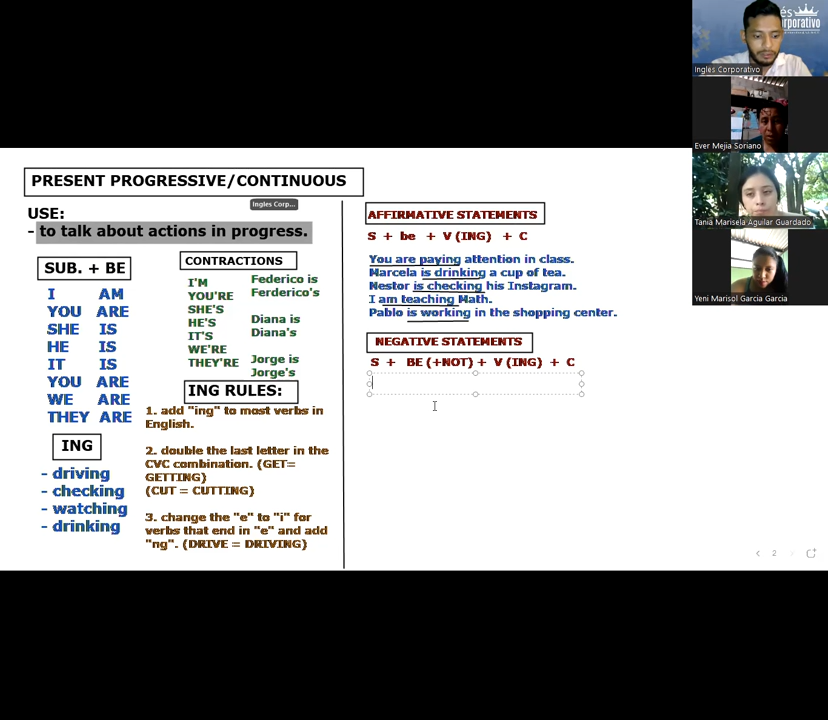 PRESENT PROGRESSIVE/CONTINUOUS
Ingles Corp...
USE:
- to talk about actions in progress.
SUB. + BE
I AM
YOU ARE
SHE IS
HE IS
IT IS
YOU ARE
WE ARE
THEY ARE
ING
- driving
- checking
- watching
- drinking
CONTRACTIONS
I'M
YOU'RE
SHE'S
HE'S
IT'S
WE'RE
THEY'RE
Federico is
Ferderico's
Diana is
Diana's
Jorge is
Jorge's
ING RULES:
1. add "ing" to most verbs in
English.
2. double the last letter in the
CVC combination. (GET=
GETTING)
(CUT = CUTTING)
3. change the "e" to "i" for
verbs that end in "e" and add
"ng". (DRIVE = DRIVING)
AFFIRMATIVE STATEMENTS
S + be + V (ING) + C
You are paying attention in class.
Marcela is drinking a cup of tea.
Nestor is checking his Instagram.
I am teaching Math.
Pablo is working in the shopping center.
NEGATIVE STATEMENTS
S + BE (+NOT) + V (ING) + C
2
Inglés Corporativo
Ever Mejia Soriano
Tania Marisela Aguilar Guardado
Yeni Marisol Garcia Garcia